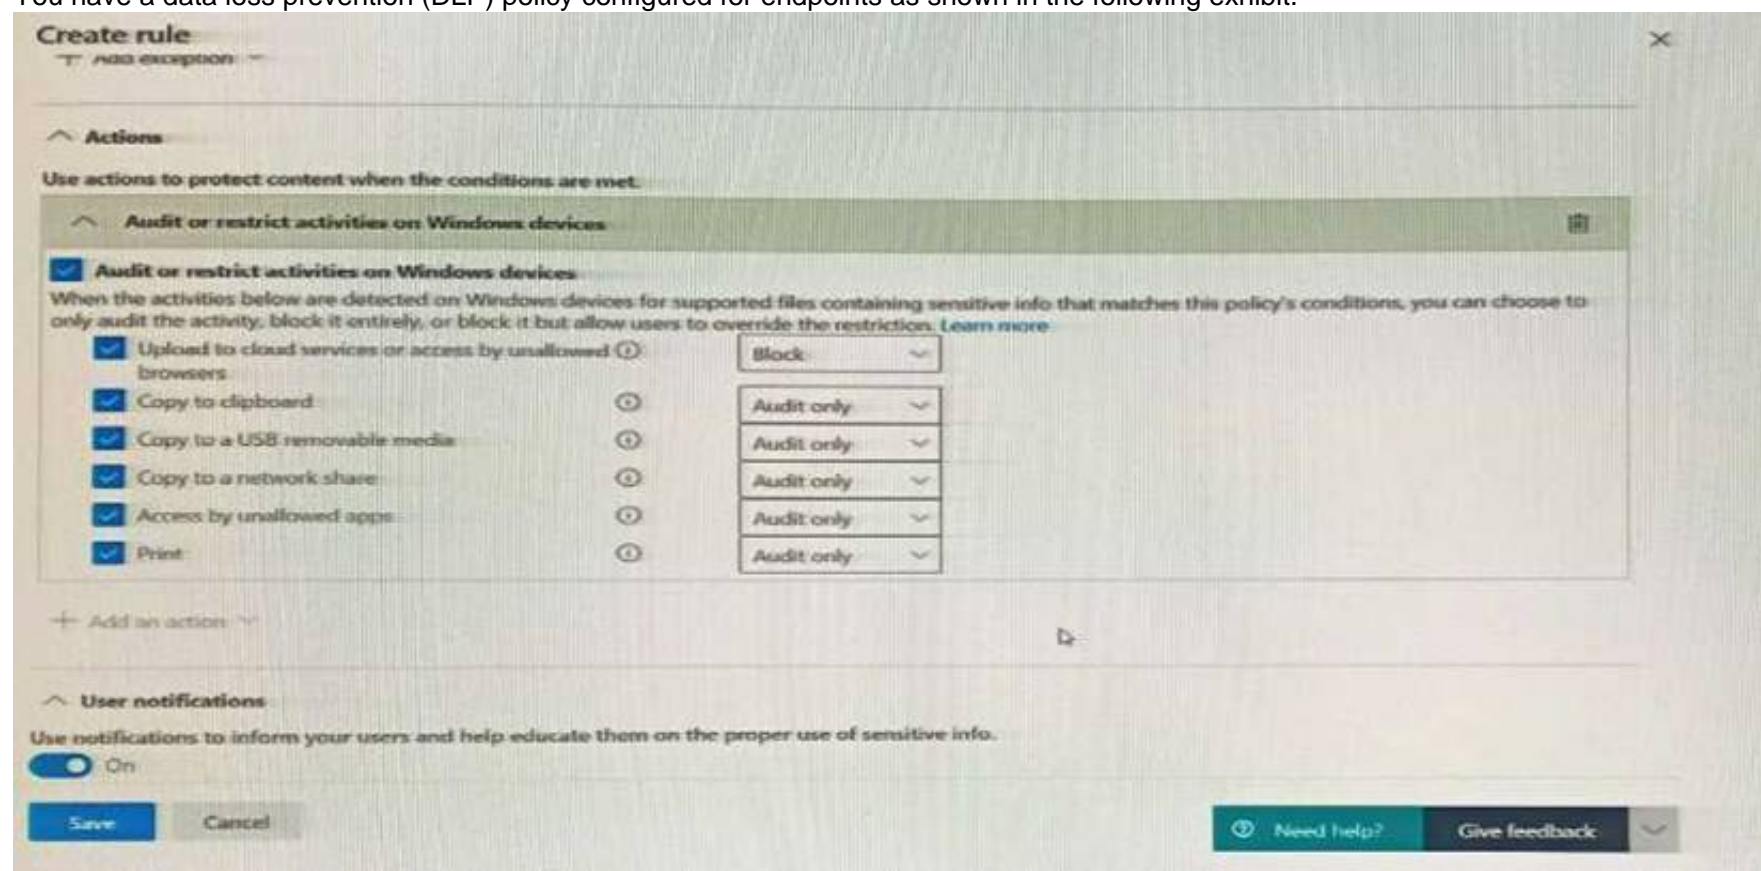 You have a data loss prevention (DLP) policy configured for endpoints as shown in the following exhibit.
Create rule
Add exception
Actions
Use actions to protect content when the conditions are met.
Audit or restrict activities on Windows devices
Audit or restrict activities on Windows devices
When the activities below are detected on Windows devices for supported files containing sensitive info that matches this policy's conditions, you can choose to
only audit the activity, block it entirely, or block it but allow users to override the restriction. Learn more
Upload to cloud services or access by unallowed Block
browsers
Copy to clipboard Audit only
Copy to a USB removable media Audit only
Copy to a network share Audit only
Access by unallowed apps Audit only
Print Audit only
+ Add an action
User notifications
Use notifications to inform your users and help educate them on the proper use of sensitive info.
On
Save Cancel Need help? Give feedback